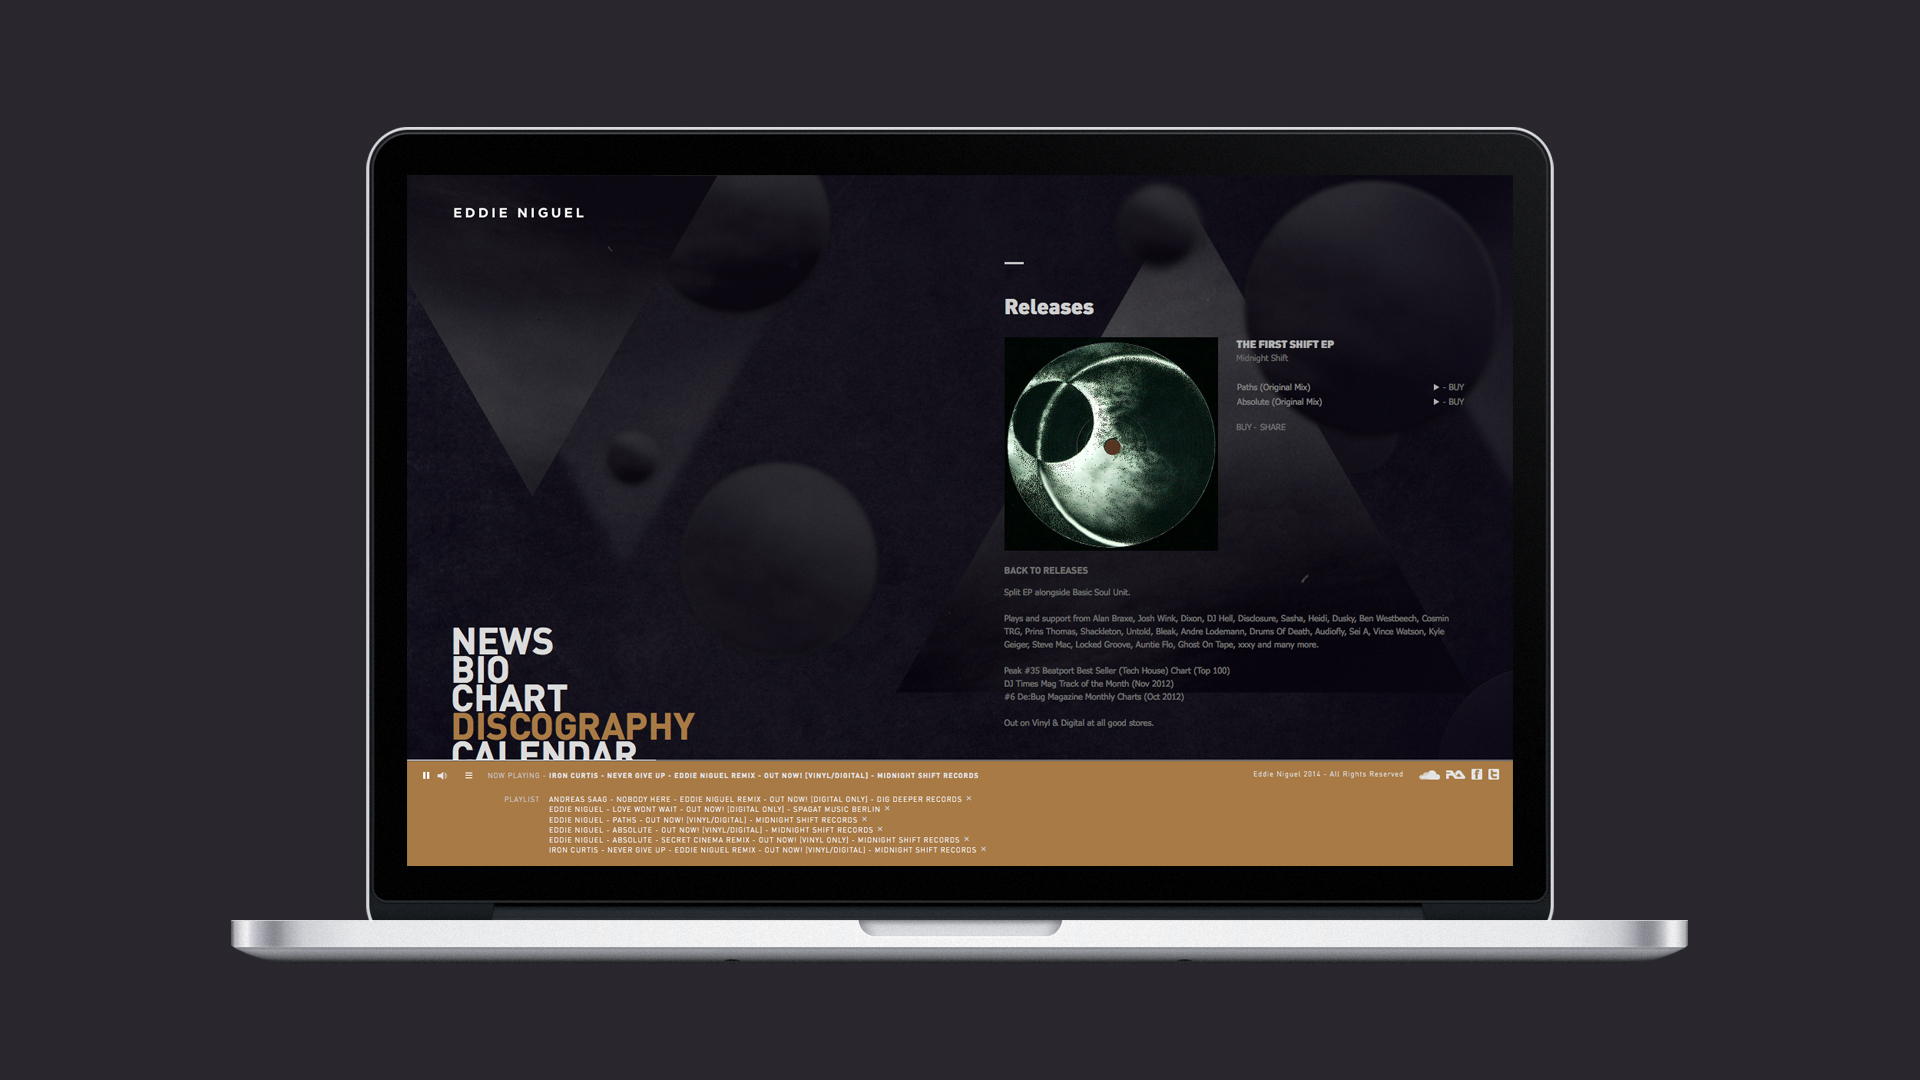 EDDIE NIGUEL
Releases
THE FIRST SHIFT EP
Midnight Shift
Paths (Original Mix) - BUY
Absolute (Original Mix) - BUY
BUY - SHARE
BACK TO RELEASES
Split EP alongside Basic Soul Unit.
Plays and support from Alan Braxe, Josh Wink, Dixon, DJ Hell, Disclosure, Sasha, Heidi, Dusky, Ben Westbeech, Cosmin
TRG, Prins Thomas, Shackleton, Untold, Bleak, Andre Lodemann, Drums Of Death, Audiofly, Sei A, Vince Watson, Kyle
Geiger, Steve Mac, Locked Groove, Auntie Flo, Ghost On Tape, xxxy and many more.
Peak #35 Beatport Best Seller (Tech House) Chart (Top 100)
DJ Times Mag Track of the Month (Nov 2012)
#6 De:Bug Magazine Monthly Charts (Oct 2012)
Out on Vinyl & Digital at all good stores.
NEWS
BIO
CHART
DISCOGRAPHY
CALENDAR
NOW PLAYING - IRON CURTIS - NEVER GIVE UP - EDDIE NIGUEL REMIX - OUT NOW! [VINYL/DIGITAL] - MIDNIGHT SHIFT RECORDS
Eddie Niguel 2014 - All Rights Reserved
PLAYLIST
ANDREAS SAAG - NOBODY HERE - EDDIE NIGUEL REMIX - OUT NOW! [DIGITAL ONLY] - DIG DEEPER RECORDS ×
EDDIE NIGUEL - LOVE WONT WAIT - OUT NOW! [DIGITAL ONLY] - SPAGAT MUSIC BERLIN ×
EDDIE NIGUEL - PATHS - OUT NOW! [VINYL/DIGITAL] - MIDNIGHT SHIFT RECORDS ×
EDDIE NIGUEL - ABSOLUTE - OUT NOW! [VINYL/DIGITAL] - MIDNIGHT SHIFT RECORDS ×
EDDIE NIGUEL - ABSOLUTE - SECRET CINEMA REMIX - OUT NOW! [VINYL ONLY] - MIDNIGHT SHIFT RECORDS ×
IRON CURTIS - NEVER GIVE UP - EDDIE NIGUEL REMIX - OUT NOW! [VINYL/DIGITAL] - MIDNIGHT SHIFT RECORDS ×